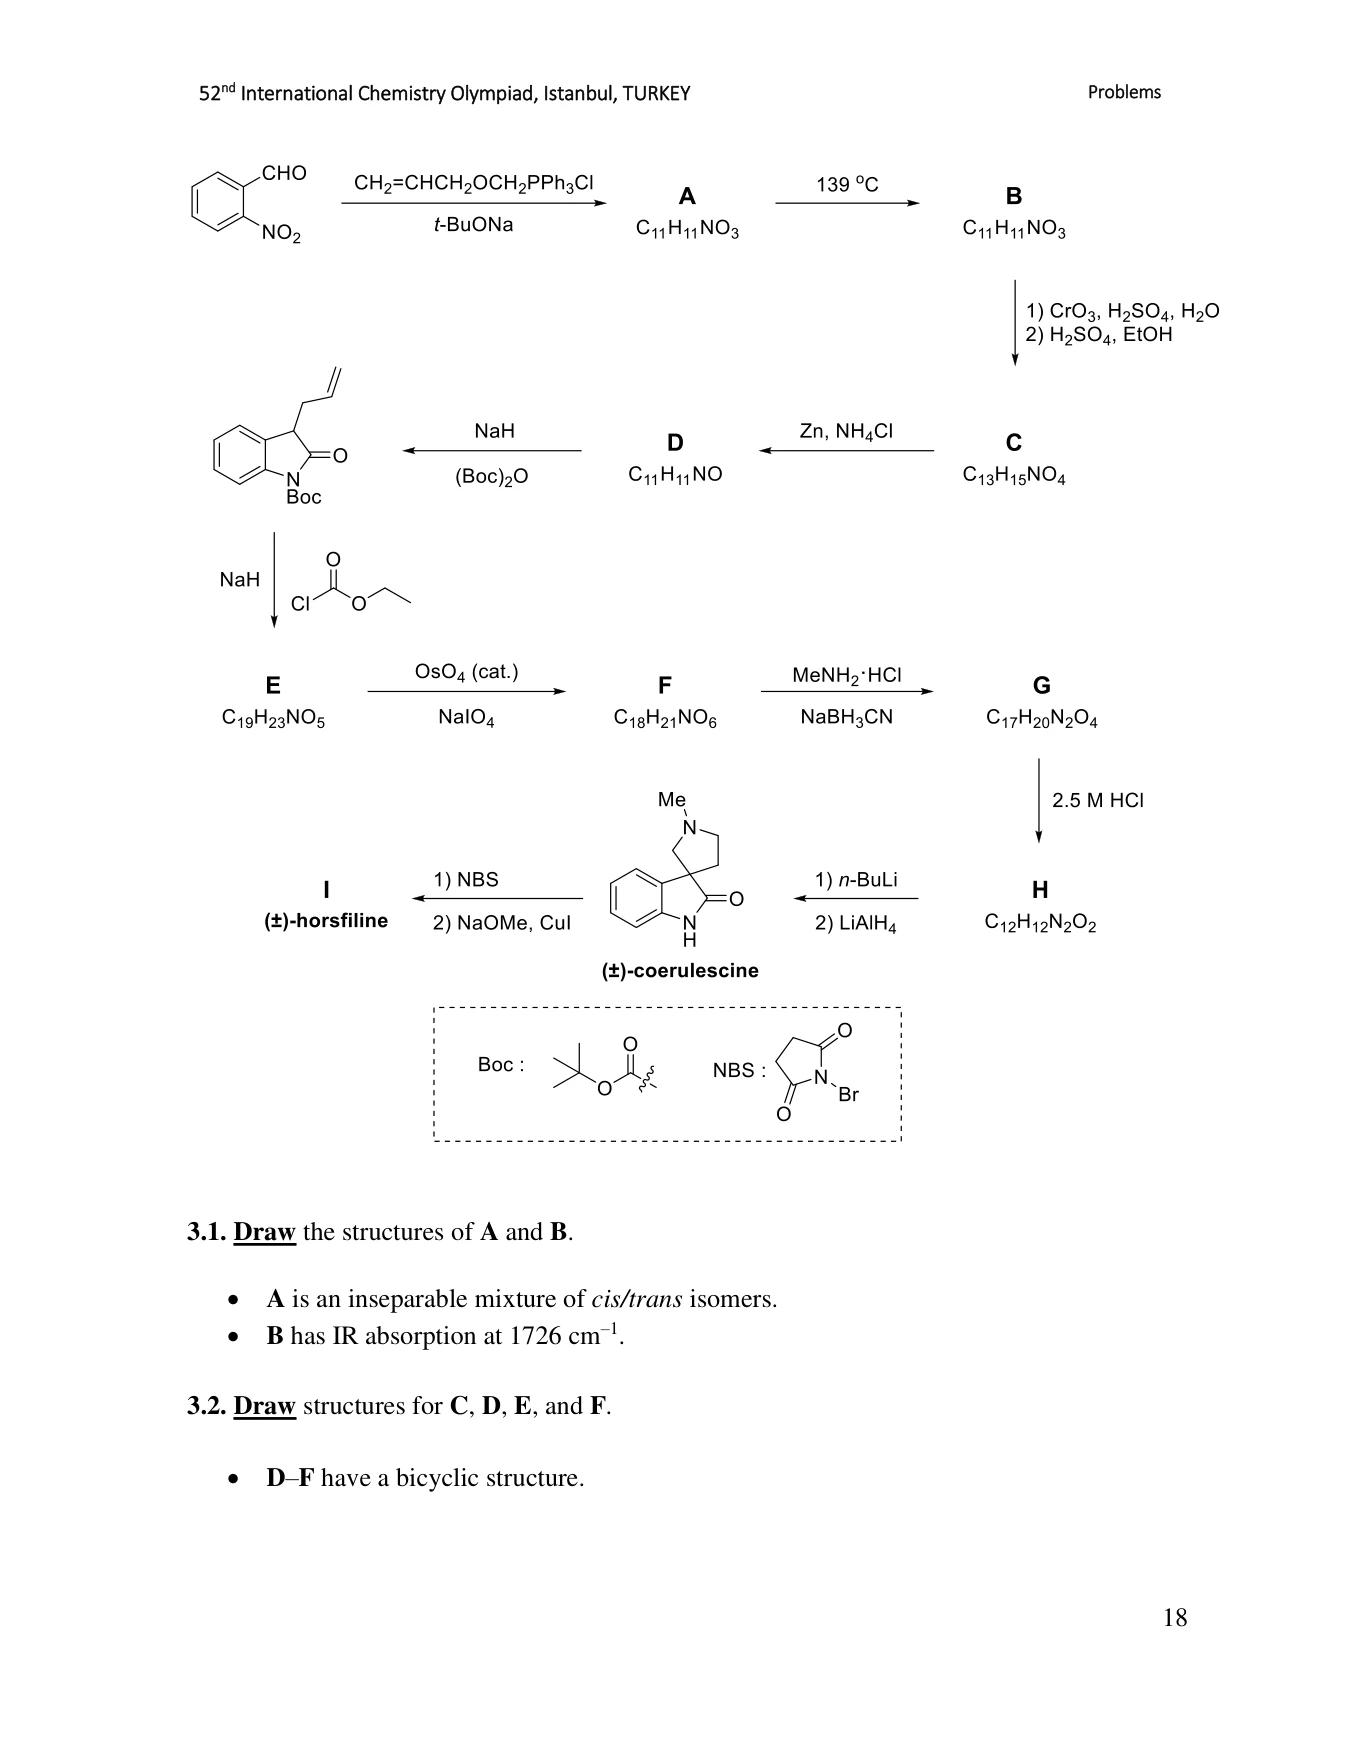 52nd International Chemistry Olympiad, Istanbul, TURKEY Problems
CHO
NO2
CH2=CHCH2OCH2PPh3Cl
t-BuONa
A
C11H11NO3
139 oC
B
C11H11NO3
1) CrO3, H2SO4, H2O
2) H2SO4, EtOH
O
N
Boc
NaH
(Boc)2O
D
C11H11NO
Zn, NH4Cl
C
C13H15NO4
NaH
O
Cl
O
E
C19H23NO5
OsO4 (cat.)
NaIO4
F
C18H21NO6
MeNH2·HCl
NaBH3CN
G
C17H20N2O4
2.5 M HCl
I
(±)-horsfiline
1) NBS
2) NaOMe, CuI
Me
N
O
N
H
(±)-coerulescine
1) n-BuLi
2) LiAlH4
H
C12H12N2O2
Boc :
O
O
NBS :
O
N
Br
O
3.1. Draw the structures of A and B.
• A is an inseparable mixture of cis/trans isomers.
• B has IR absorption at 1726 cm–1.
3.2. Draw structures for C, D, E, and F.
• D–F have a bicyclic structure.
18